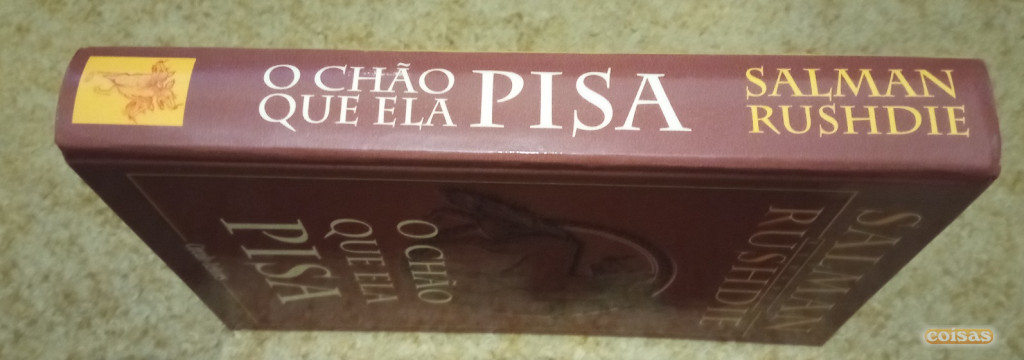 O CHÃO
QUE ELA
PISA
SALMAN
RUSHDIE
SALMAN
RUSHDIE
O CHÃO
QUE ELA
PISA
coisas